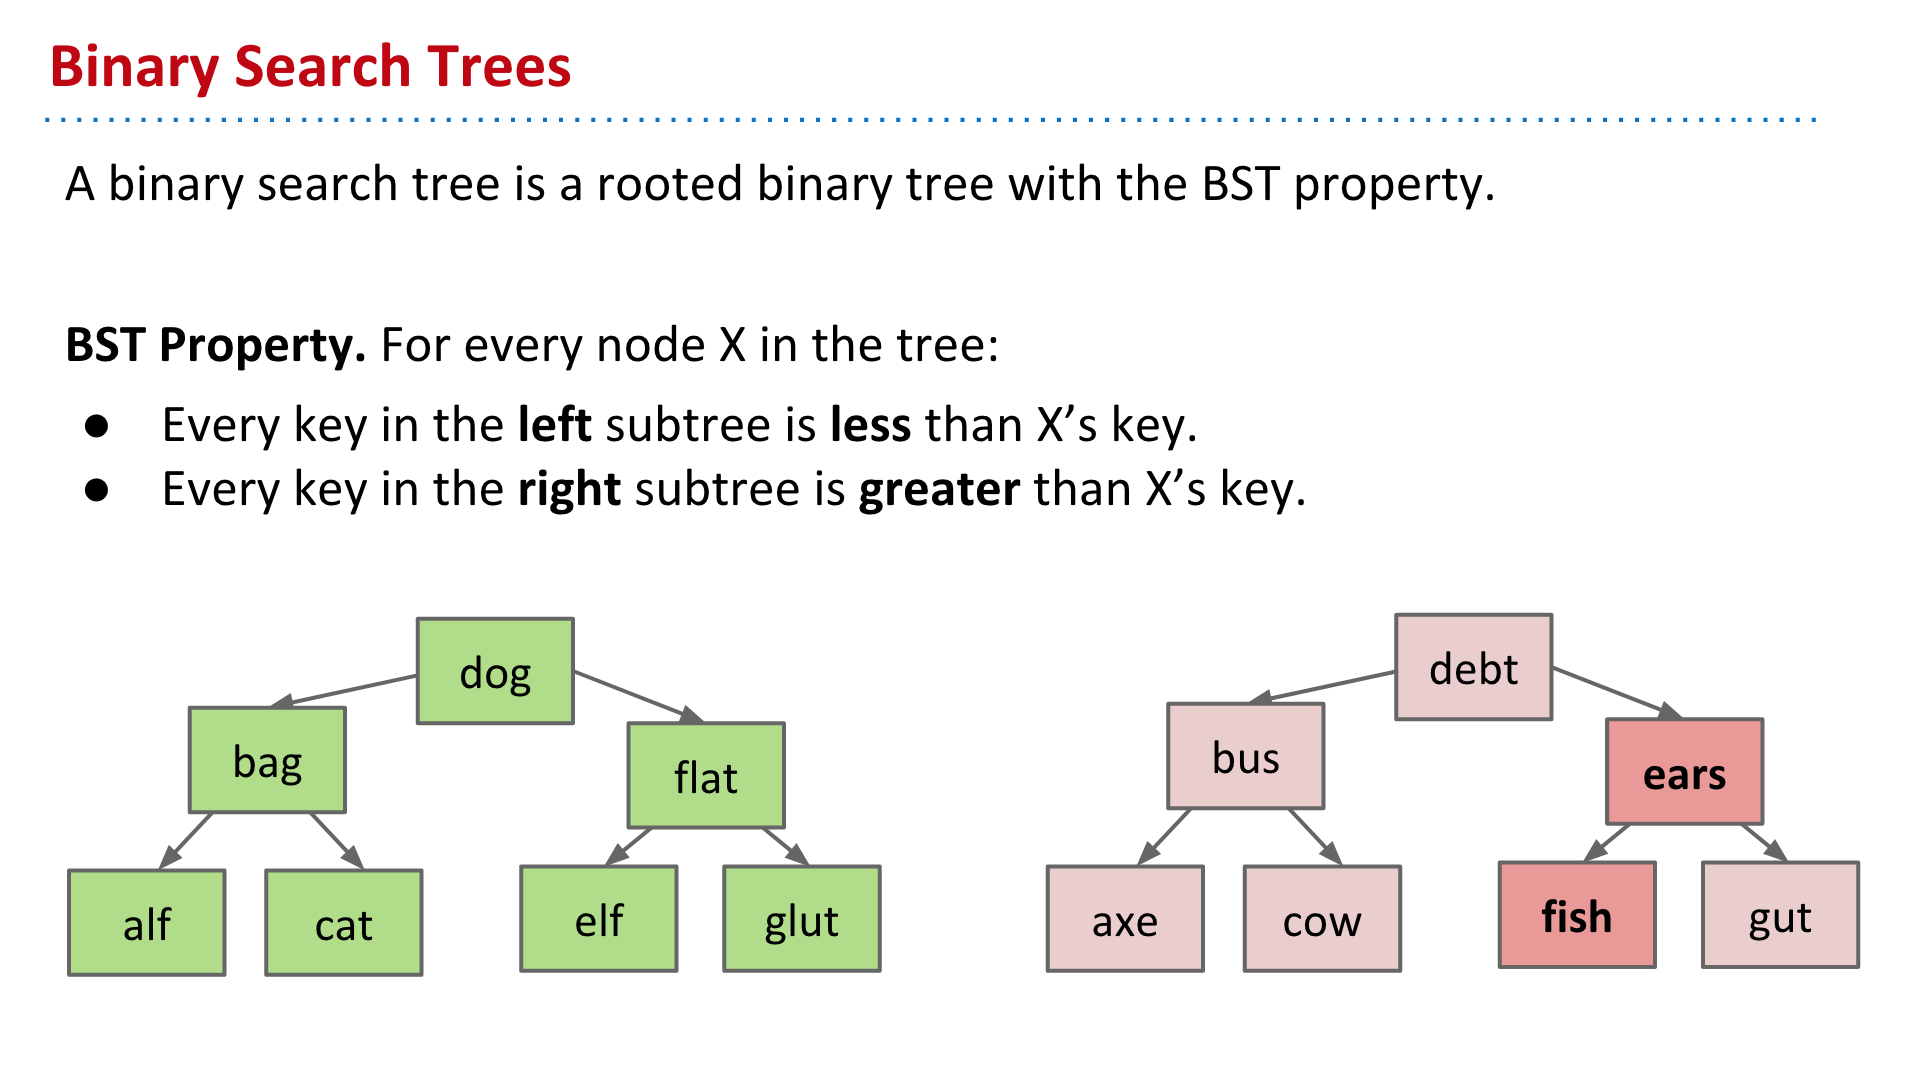 Binary Search Trees
A binary search tree is a rooted binary tree with the BST property.
BST Property. For every node X in the tree:
● Every key in the left subtree is less than X’s key.
● Every key in the right subtree is greater than X’s key.
dog
bag
flat
alf
cat
elf
glut
debt
bus
ears
axe
cow
fish
gut